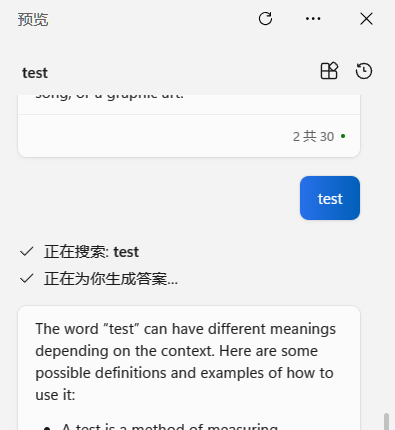 预览
test
song, or a graphic art.
2 共 30
test
正在搜索: test
正在为你生成答案...
The word “test” can have different meanings
depending on the context. Here are some
possible definitions and examples of how to
use it:
• A test is a method of measuring